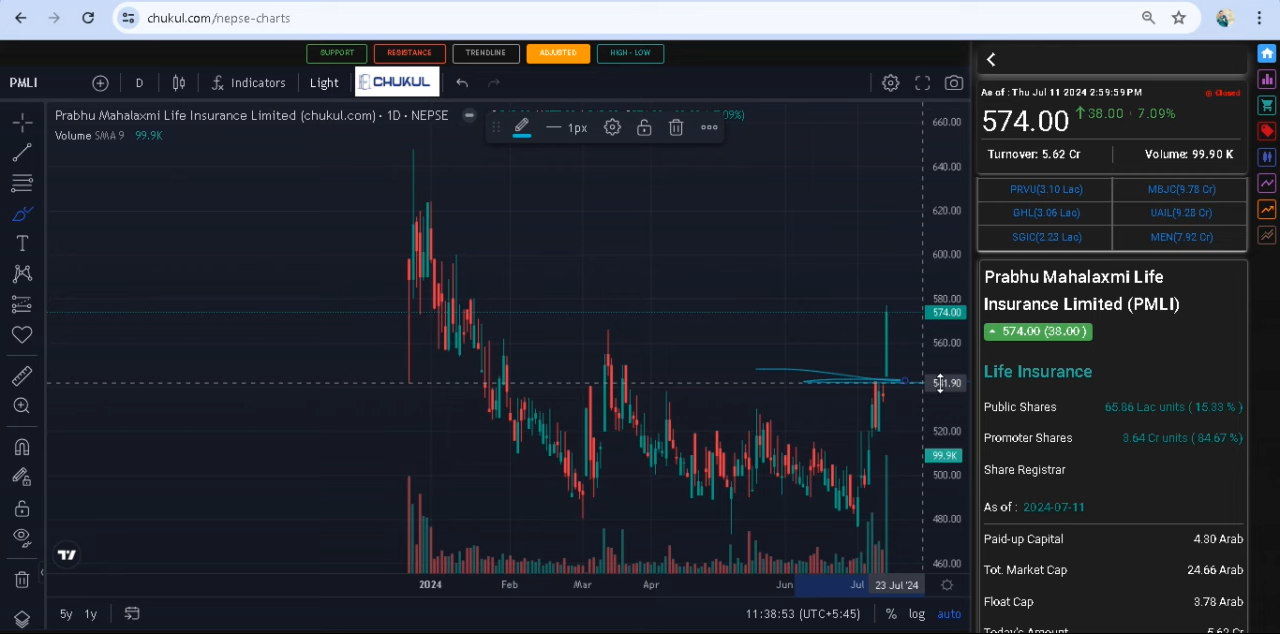 chukul.com/nepse-charts
SUPPORT RESISTANCE TRENDLINE ADJUSTED HIGH - LOW
PMLI D Indicators Light CHUKUL
Prabhu Mahalaxmi Life Insurance Limited (chukul.com) · 1D · NEPSE
Volume SMA 9 99.9K
1px
660.00
640.00
620.00
600.00
580.00
574.00
560.00
520.00
99.9K
500.00
480.00
460.00
2024 Feb Mar Apr Jun Jul 23 Jul '24
5y 1y 11:38:53 (UTC+5:45) % log auto
As of : Thu Jul 11 2024 2:59:59 PM Closed
574.00 38.00 · 7.09%
Turnover: 5.62 Cr Volume: 99.90 K
PRVU(3.10 Lac) MBJC(9.78 Cr)
GHL(3.06 Lac) UAIL(9.28 Cr)
SGIC(2.23 Lac) MEN(7.92 Cr)
Prabhu Mahalaxmi Life
Insurance Limited (PMLI)
574.00 (38.00 )
Life Insurance
Public Shares 65.86 Lac units ( 15.33 % )
Promoter Shares 3.64 Cr units ( 84.67 %)
Share Registrar
As of : 2024-07-11
Paid-up Capital 4.30 Arab
Tot. Market Cap 24.66 Arab
Float Cap 3.78 Arab
Today's Amount 5.62 Cr